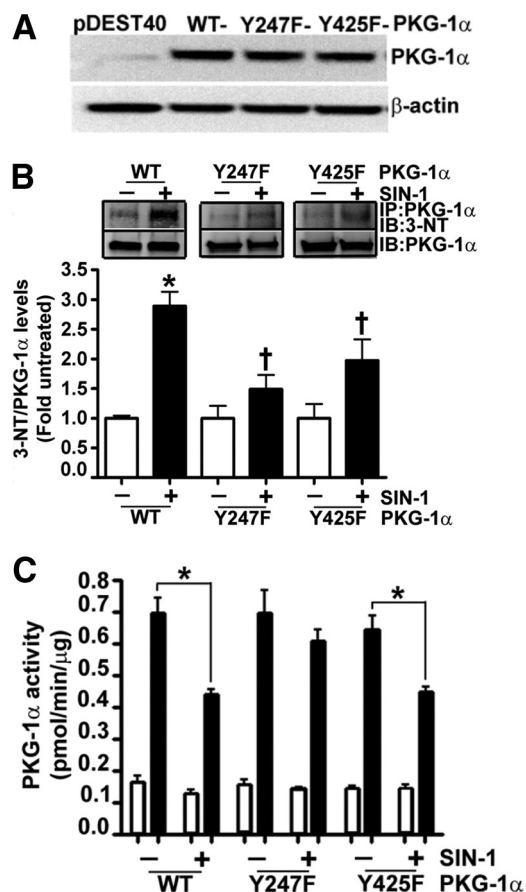 A
pDEST40 WT- Y247F- Y425F- PKG-1α
PKG-1α
β-actin
B
WT Y247F Y425F PKG-1α
− + − + − + SIN-1
IP:PKG-1α
IB:3-NT
IB:PKG-1α
3-NT/PKG-1α levels
(Fold untreated)
3.5
3.0
2.5
2.0
1.5
1.0
0.5
0.0
*
†
†
− + − + − + SIN-1
WT Y247F Y425F PKG-1α
C
PKG-1α activity
(pmol/min/µg)
0.8
0.7
0.6
0.5
0.4
0.3
0.2
0.1
0.0
* *
− + − + − + SIN-1
WT Y247F Y425F PKG-1α